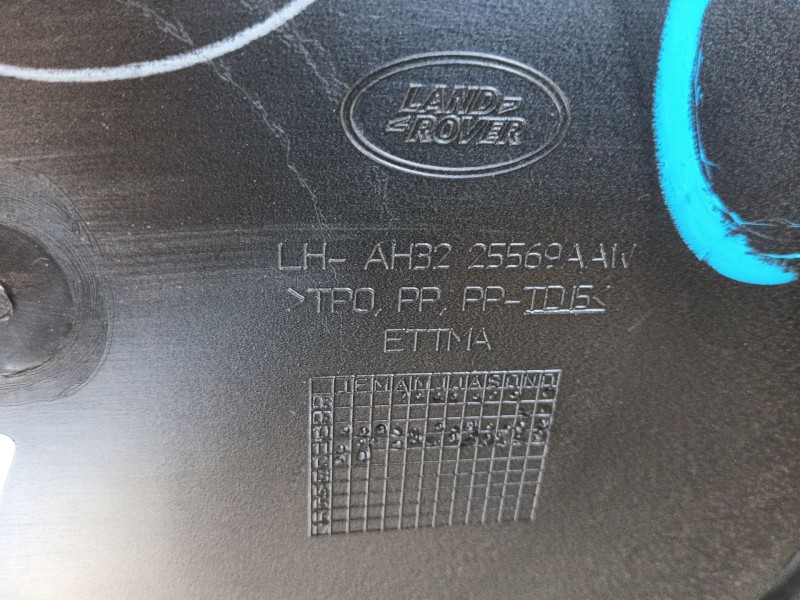 LAND
ROVER
LH- AH32 25569AAW
>TPO, PP, PP-TD15<
ETTMA
J F M A M J J A S O N D